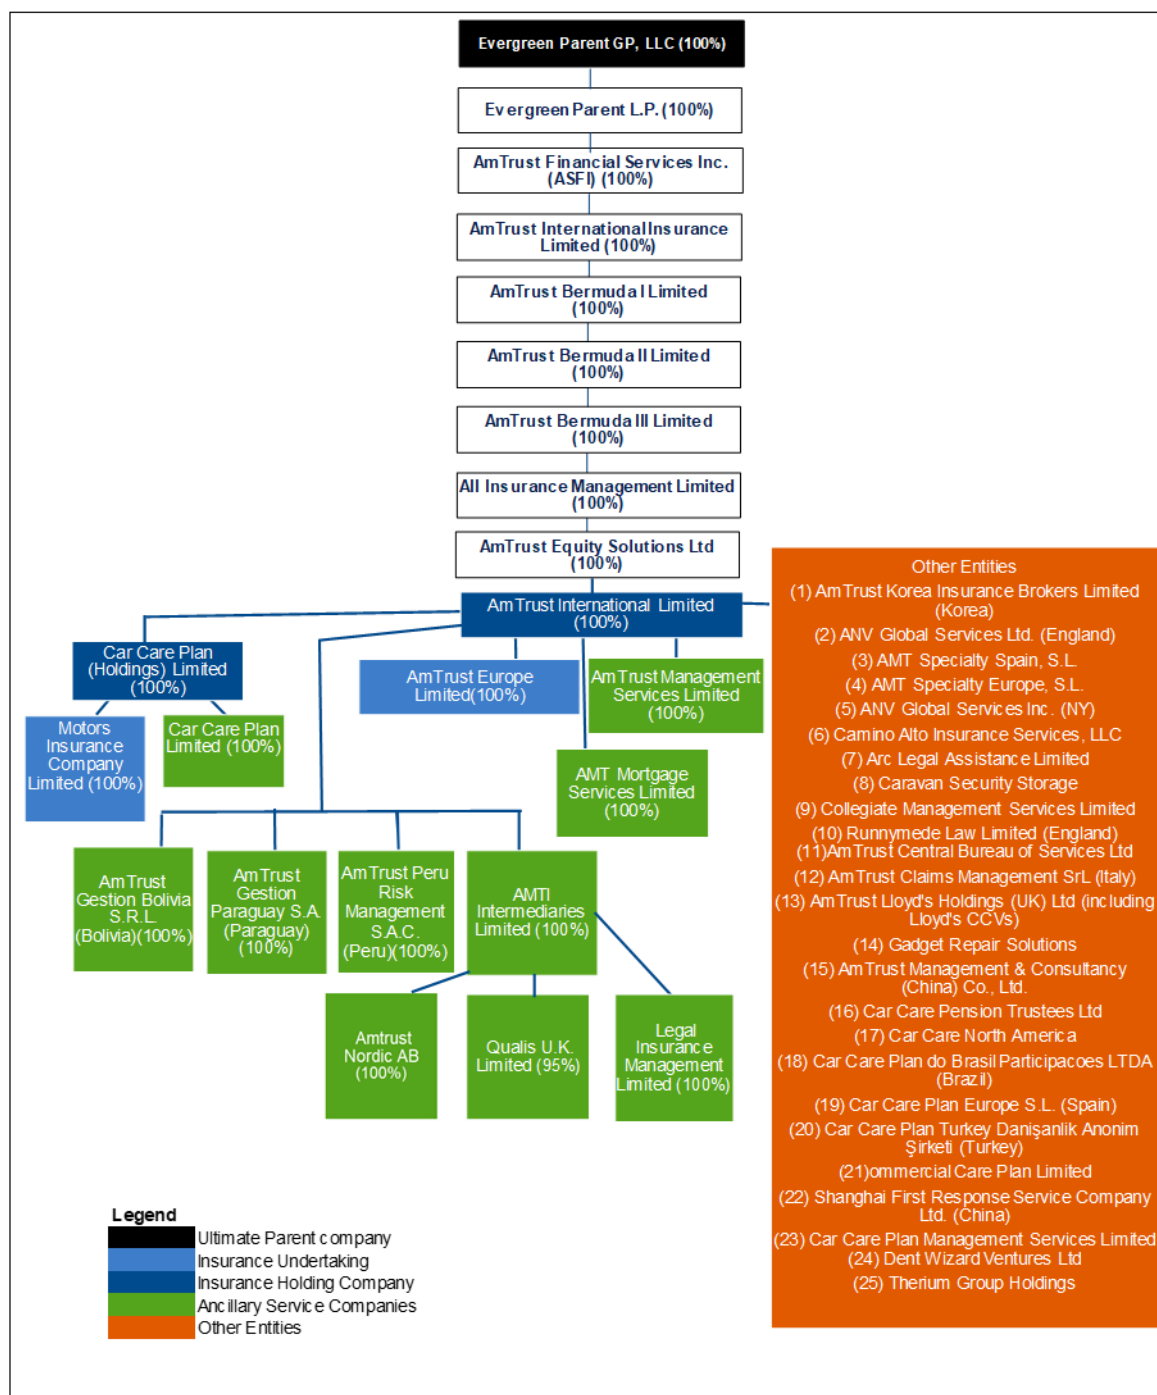 Evergreen Parent GP, LLC (100%)
Evergreen Parent L.P. (100%)
AmTrust Financial Services Inc.
(ASFI) (100%)
AmTrust International Insurance
Limited (100%)
AmTrust Bermuda I Limited
(100%)
AmTrust Bermuda II Limited
(100%)
AmTrust Bermuda III Limited
(100%)
All Insurance Management Limited
(100%)
AmTrust Equity Solutions Ltd
(100%)
AmTrust International Limited
(100%)
Car Care Plan
(Holdings) Limited
(100%)
AmTrust Europe
Limited(100%)
AmTrust Management
Services Limited
(100%)
Motors
Insurance
Company
Limited (100%)
Car Care Plan
Limited (100%)
AMT Mortgage
Services Limited
(100%)
AmTrust
Gestion Bolivia
S.R.L.
(Bolivia)(100%)
AmTrust
Gestion
Paraguay S.A.
(Paraguay)
(100%)
AmTrust Peru
Risk
Management
S.A.C.
(Peru)(100%)
AMTI
Intermediaries
Limited (100%)
Amtrust
Nordic AB
(100%)
Qualis U.K.
Limited (95%)
Legal
Insurance
Management
Limited (100%)
Other Entities
(1) AmTrust Korea Insurance Brokers Limited
(Korea)
(2) ANV Global Services Ltd. (England)
(3) AMT Specialty Spain, S.L.
(4) AMT Specialty Europe, S.L.
(5) ANV Global Services Inc. (NY)
(6) Camino Alto Insurance Services, LLC
(7) Arc Legal Assistance Limited
(8) Caravan Security Storage
(9) Collegiate Management Services Limited
(10) Runnymede Law Limited (England)
(11)AmTrust Central Bureau of Services Ltd
(12) AmTrust Claims Management SrL (Italy)
(13) AmTrust Lloyd's Holdings (UK) Ltd (including
Lloyd's CCVs)
(14) Gadget Repair Solutions
(15) AmTrust Management & Consultancy
(China) Co., Ltd.
(16) Car Care Pension Trustees Ltd
(17) Car Care North America
(18) Car Care Plan do Brasil Participacoes LTDA
(Brazil)
(19) Car Care Plan Europe S.L. (Spain)
(20) Car Care Plan Turkey Danişanlik Anonim
Şirketi (Turkey)
(21)ommercial Care Plan Limited
(22) Shanghai First Response Service Company
Ltd. (China)
(23) Car Care Plan Management Services Limited
(24) Dent Wizard Ventures Ltd
(25) Therium Group Holdings
Legend
Ultimate Parent company
Insurance Undertaking
Insurance Holding Company
Ancillary Service Companies
Other Entities